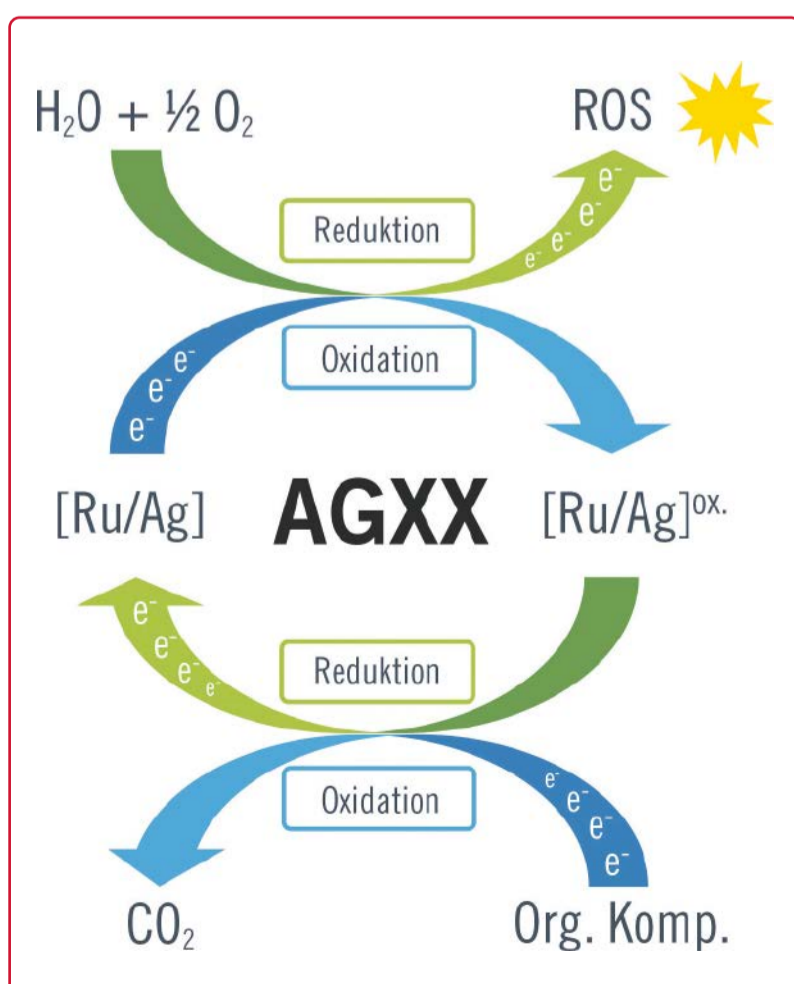 H₂O + ½ O₂ ROS
e⁻ e⁻ e⁻ e⁻
Reduktion
Oxidation
e⁻ e⁻ e⁻
[Ru/Ag] AGXX [Ru/Ag]ᵒˣ·
e⁻ e⁻ e⁻ e⁻
Reduktion
Oxidation
e⁻ e⁻ e⁻ e⁻
CO₂ Org. Komp.